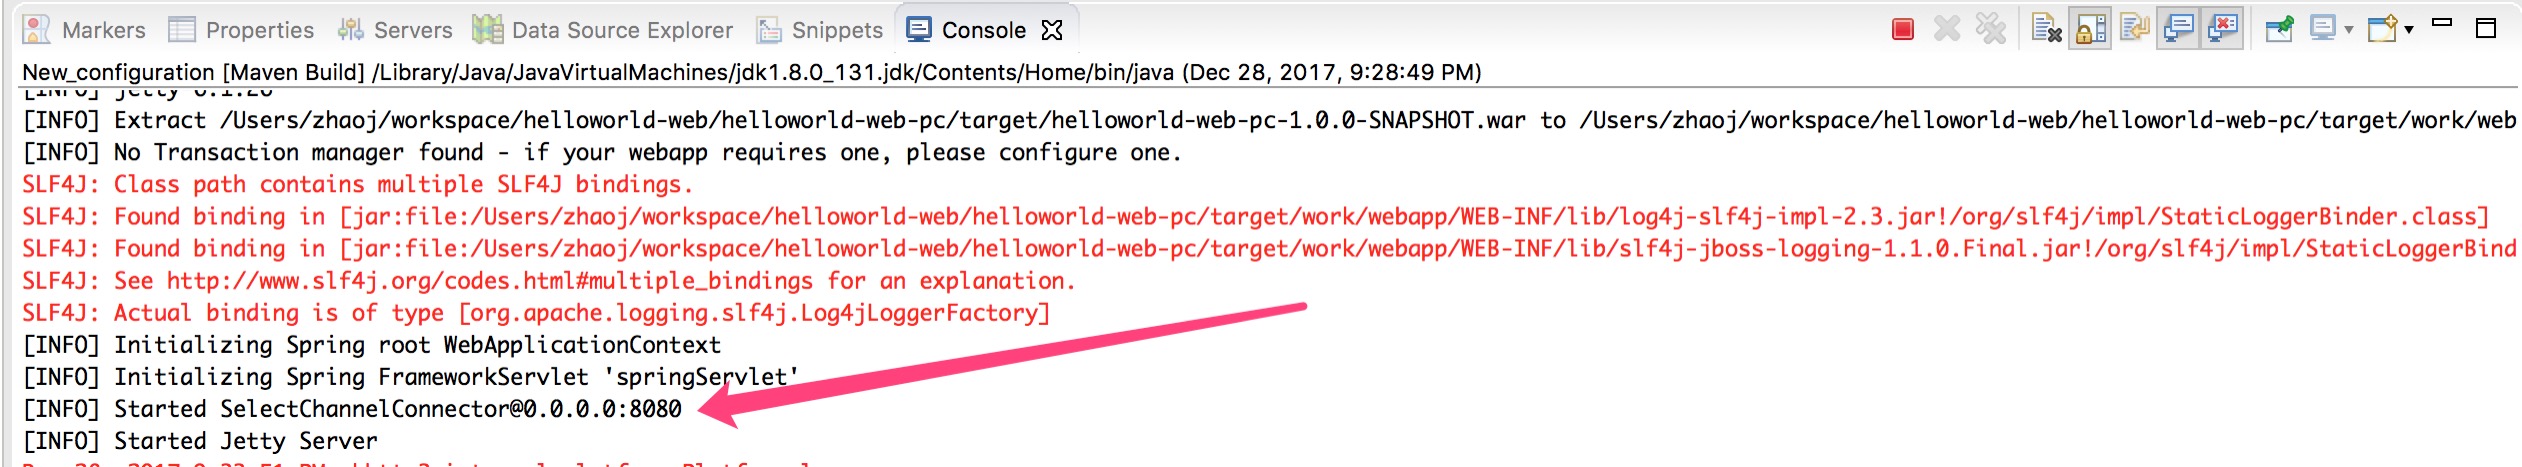 Markers Properties Servers Data Source Explorer Snippets Console
New_configuration [Maven Build] /Library/Java/JavaVirtualMachines/jdk1.8.0_131.jdk/Contents/Home/bin/java (Dec 28, 2017, 9:28:49 PM)
[INFO] jetty 6.1.26
[INFO] Extract /Users/zhaoj/workspace/helloworld-web/helloworld-web-pc/target/helloworld-web-pc-1.0.0-SNAPSHOT.war to /Users/zhaoj/workspace/helloworld-web/helloworld-web-pc/target/work/web
[INFO] No Transaction manager found - if your webapp requires one, please configure one.
SLF4J: Class path contains multiple SLF4J bindings.
SLF4J: Found binding in [jar:file:/Users/zhaoj/workspace/helloworld-web/helloworld-web-pc/target/work/webapp/WEB-INF/lib/log4j-slf4j-impl-2.3.jar!/org/slf4j/impl/StaticLoggerBinder.class]
SLF4J: Found binding in [jar:file:/Users/zhaoj/workspace/helloworld-web/helloworld-web-pc/target/work/webapp/WEB-INF/lib/slf4j-jboss-logging-1.1.0.Final.jar!/org/slf4j/impl/StaticLoggerBind
SLF4J: See http://www.slf4j.org/codes.html#multiple_bindings for an explanation.
SLF4J: Actual binding is of type [org.apache.logging.slf4j.Log4jLoggerFactory]
[INFO] Initializing Spring root WebApplicationContext
[INFO] Initializing Spring FrameworkServlet 'springServlet'
[INFO] Started SelectChannelConnector@0.0.0.0:8080
[INFO] Started Jetty Server